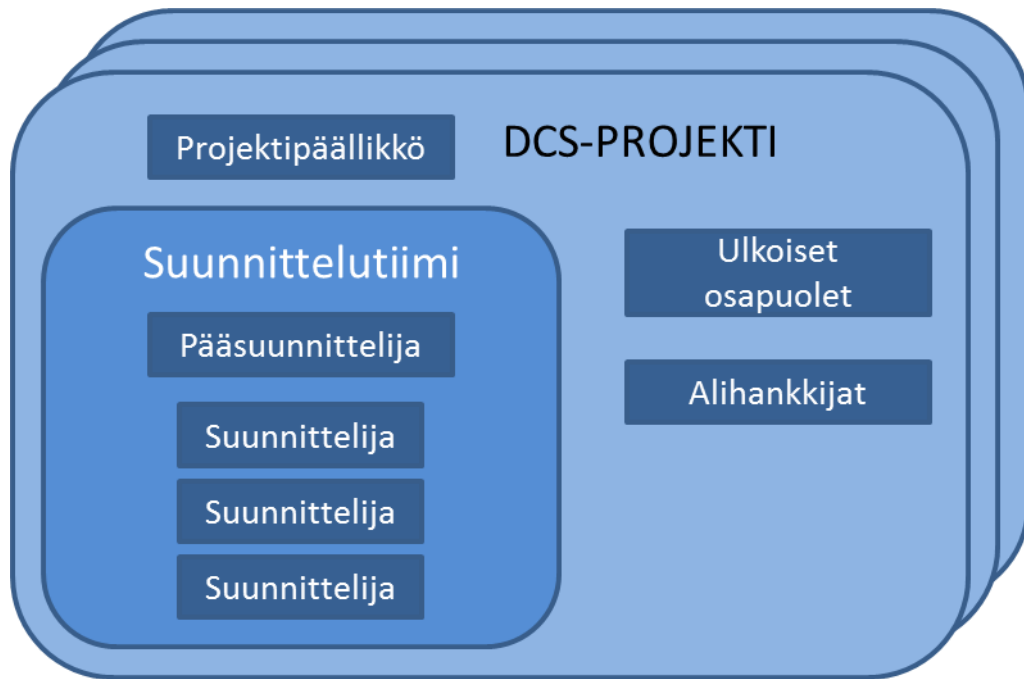 Projektipäällikkö
DCS-PROJEKTI
Suunnittelutiimi
Pääsuunnittelija
Suunnittelija
Suunnittelija
Suunnittelija
Ulkoiset
osapuolet
Alihankkijat